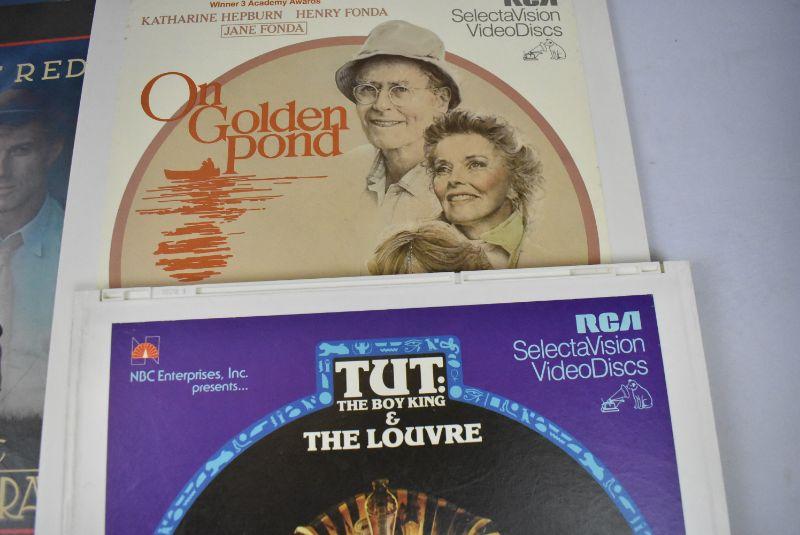 Winner 3 Academy Awards
KATHARINE HEPBURN HENRY FONDA
JANE FONDA
RCA
SelectaVision
VideoDiscs
On
Golden
Pond
RED
NBC Enterprises, Inc.
presents...
TUT:
THE BOY KING
&
THE LOUVRE
RCA
SelectaVision
VideoDiscs